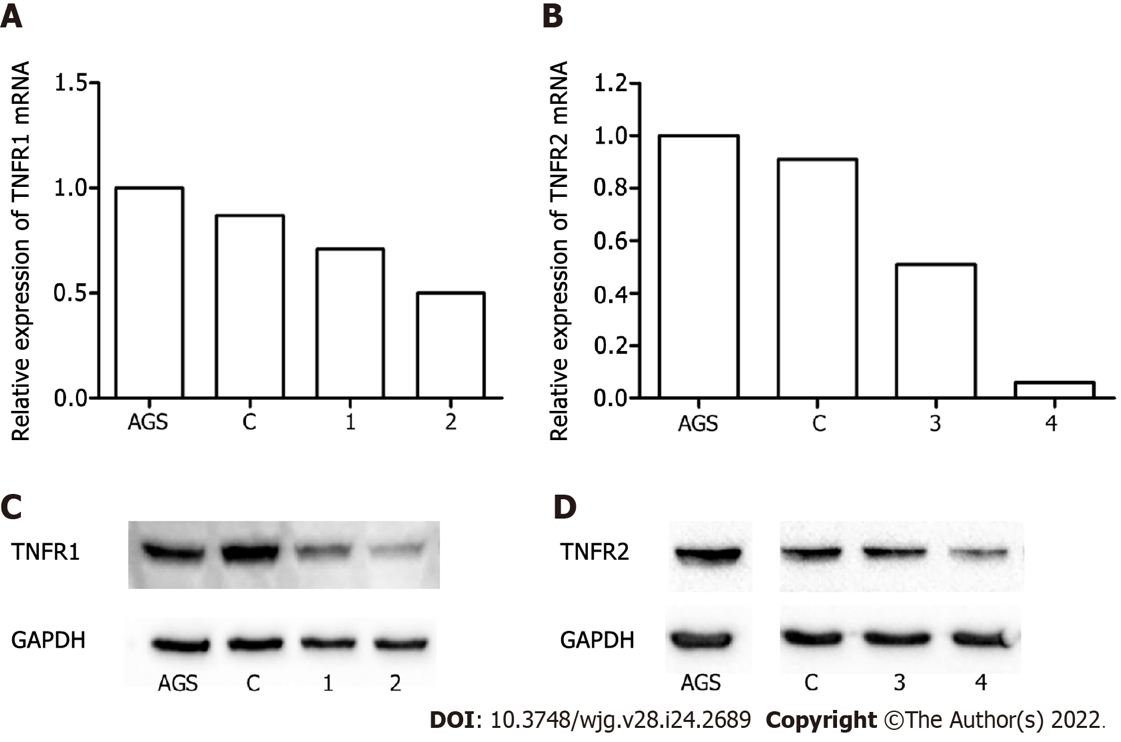 A
B
Relative expression of TNFR1 mRNA
1.5
1.0
0.5
0.0
AGS C 1 2
Relative expression of TNFR2 mRNA
1.2
1.0
0.8
0.6
0.4
0.2
0.0
AGS C 3 4
C
TNFR1
GAPDH
AGS C 1 2
D
TNFR2
GAPDH
AGS C 3 4
DOI: 10.3748/wjg.v28.i24.2689 Copyright ©The Author(s) 2022.